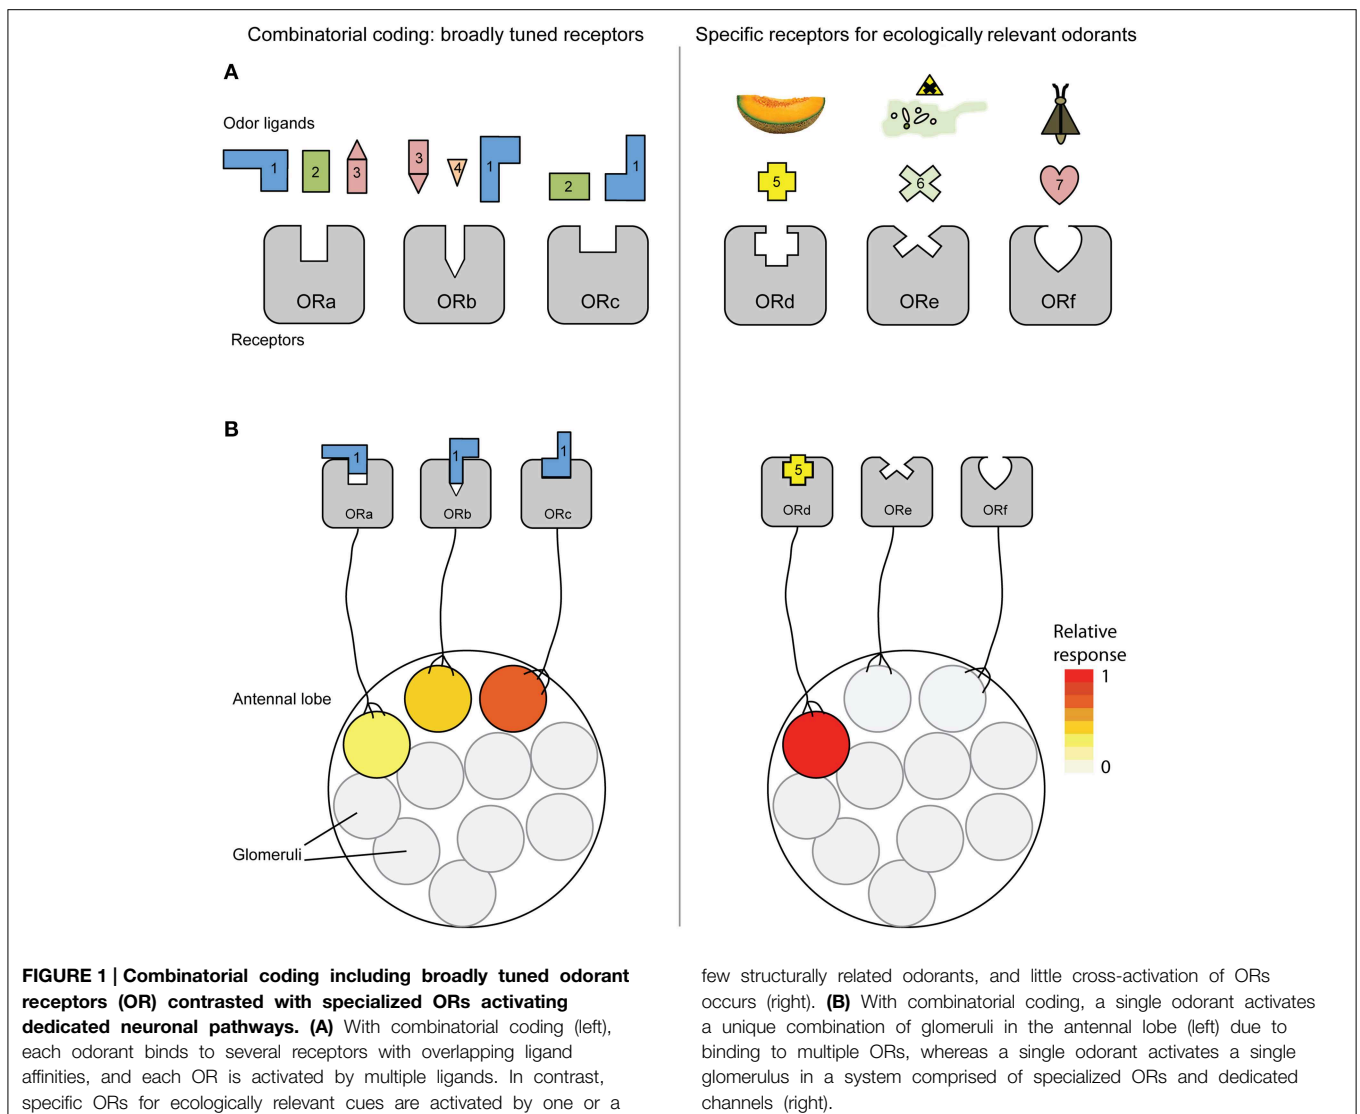 Combinatorial coding: broadly tuned receptors
Specific receptors for ecologically relevant odorants
A
Odor ligands
1
2
3
3
4
1
2
1
5
6
7
ORa
ORb
ORc
ORd
ORe
ORf
Receptors
B
1
1
1
5
ORa
ORb
ORc
ORd
ORe
ORf
Relative
response
1
0
Antennal lobe
Glomeruli
FIGURE 1 | Combinatorial coding including broadly tuned odorant
receptors (OR) contrasted with specialized ORs activating
dedicated neuronal pathways. (A) With combinatorial coding (left),
each odorant binds to several receptors with overlapping ligand
affinities, and each OR is activated by multiple ligands. In contrast,
specific ORs for ecologically relevant cues are activated by one or a
few structurally related odorants, and little cross-activation of ORs
occurs (right). (B) With combinatorial coding, a single odorant activates
a unique combination of glomeruli in the antennal lobe (left) due to
binding to multiple ORs, whereas a single odorant activates a single
glomerulus in a system comprised of specialized ORs and dedicated
channels (right).